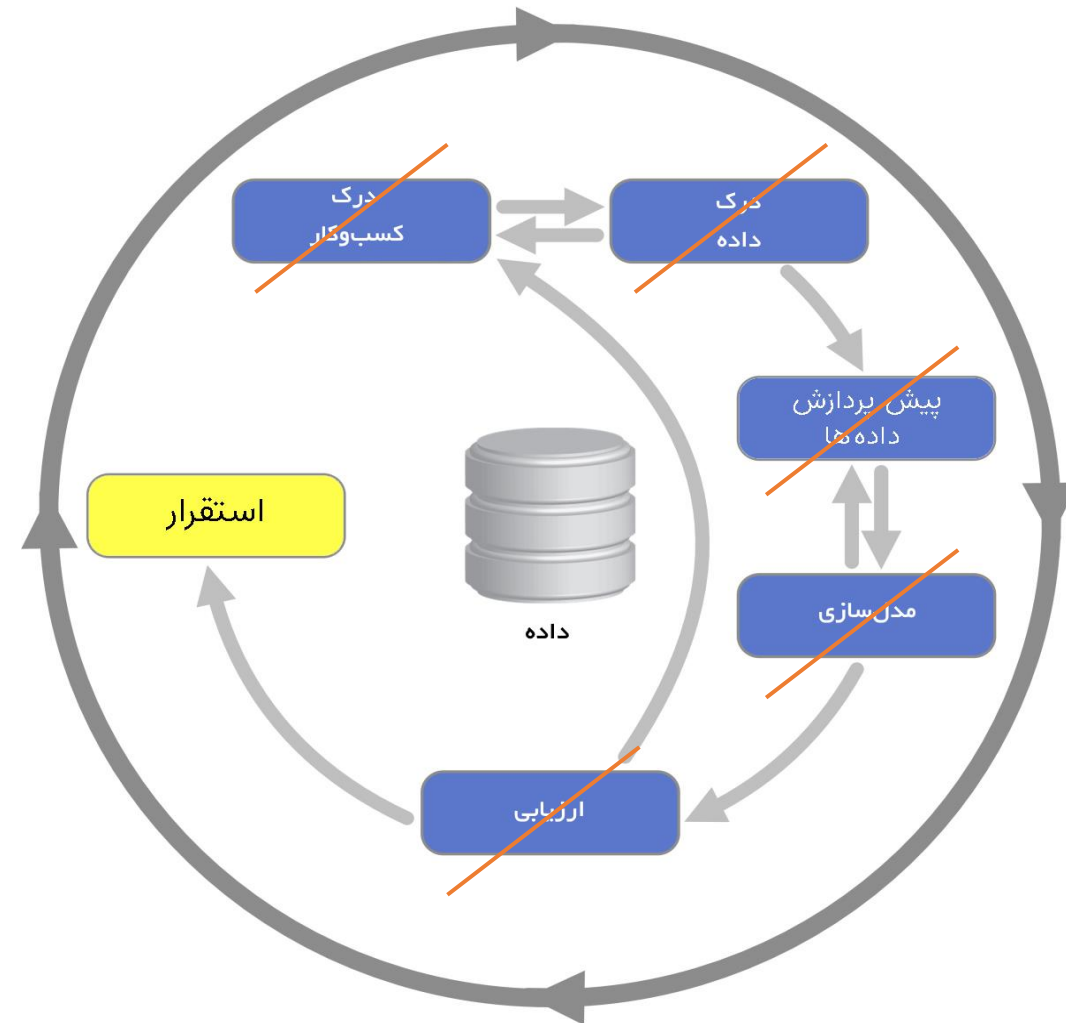 درک
کسب‌وکار
درک
داده
پیش پردازش
داده‌ها
استقرار
مدل‌سازی
داده
ارزیابی